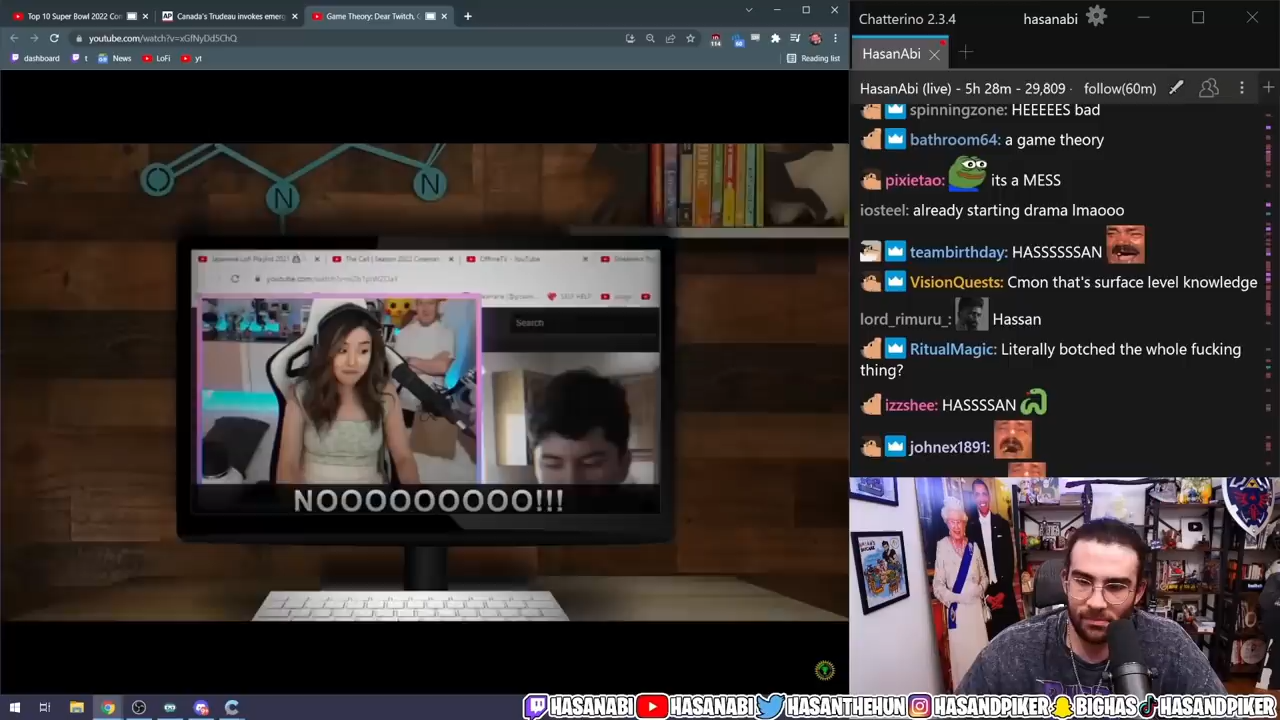 Top 10 Super Bowl 2022 Con
Canada's Trudeau invokes emerg
Game Theory: Dear Twitch,
youtube.com/watch?v=xGfNyDd5ChQ
dashboard
t
News
LoFi
yt
Reading list
N
N
Search
NOOOOOOOOO!!!
Chatterino 2.3.4
hasanabi
HasanAbi
HasanAbi (live) - 5h 28m - 29,809 · follow(60m)
spinningzone: HEEEEES bad
bathroom64: a game theory
pixietao: its a MESS
iosteel: already starting drama lmaooo
teambirthday: HASSSSSSAN
VisionQuests: Cmon that's surface level knowledge
lord_rimuru_: Hassan
RitualMagic: Literally botched the whole fucking
thing?
izzshee: HASSSSAN
johnex1891:
HASANABI HASANABI HASANTHEHUN HASANDPIKER BIGHAS HASANDPIKER